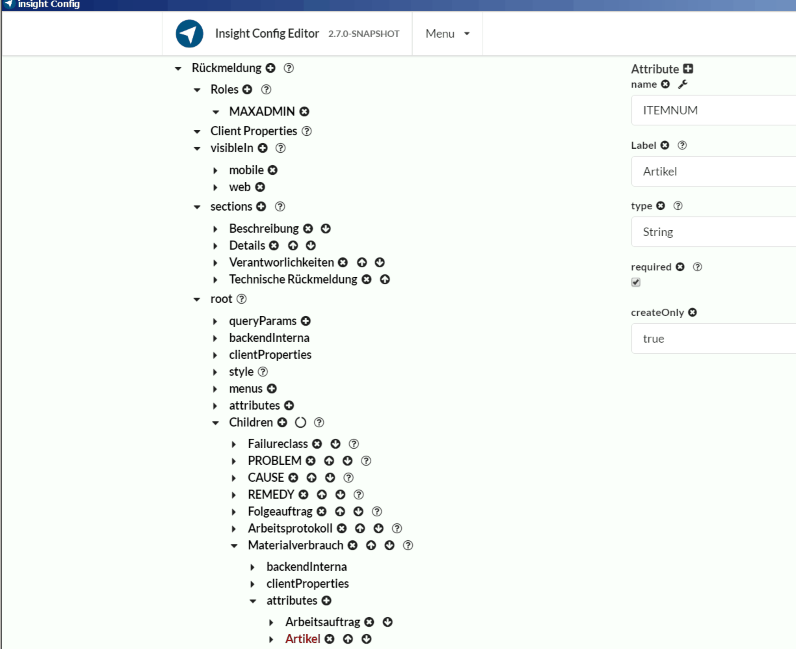 insight Config
Insight Config Editor 2.7.0-SNAPSHOT Menu
Rückmeldung
Roles
MAXADMIN
Client Properties
visibleIn
mobile
web
sections
Beschreibung
Details
Verantworlichkeiten
Technische Rückmeldung
root
queryParams
backendInterna
clientProperties
style
menus
attributes
Children
Failureclass
PROBLEM
CAUSE
REMEDY
Folgeauftrag
Arbeitsprotokoll
Materialverbrauch
backendInterna
clientProperties
attributes
Arbeitsauftrag
Artikel
Attribute
name
ITEMNUM
Label
Artikel
type
String
required
createOnly
true